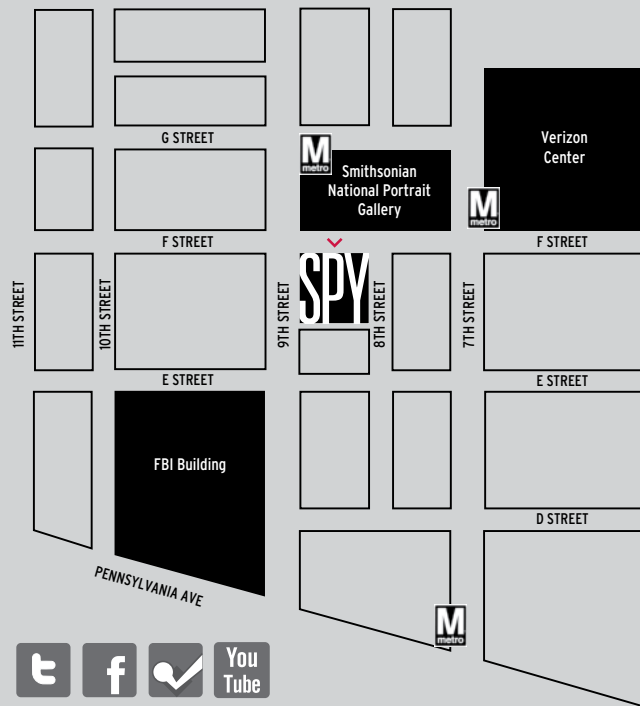 G STREET
M
metro
Smithsonian
National Portrait
Gallery
Verizon
Center
M
metro
F STREET
F STREET
11TH STREET
10TH STREET
9TH STREET
SPY
8TH STREET
7TH STREET
E STREET
E STREET
FBI Building
D STREET
PENNSYLVANIA AVE
M
metro
t
f
You
Tube